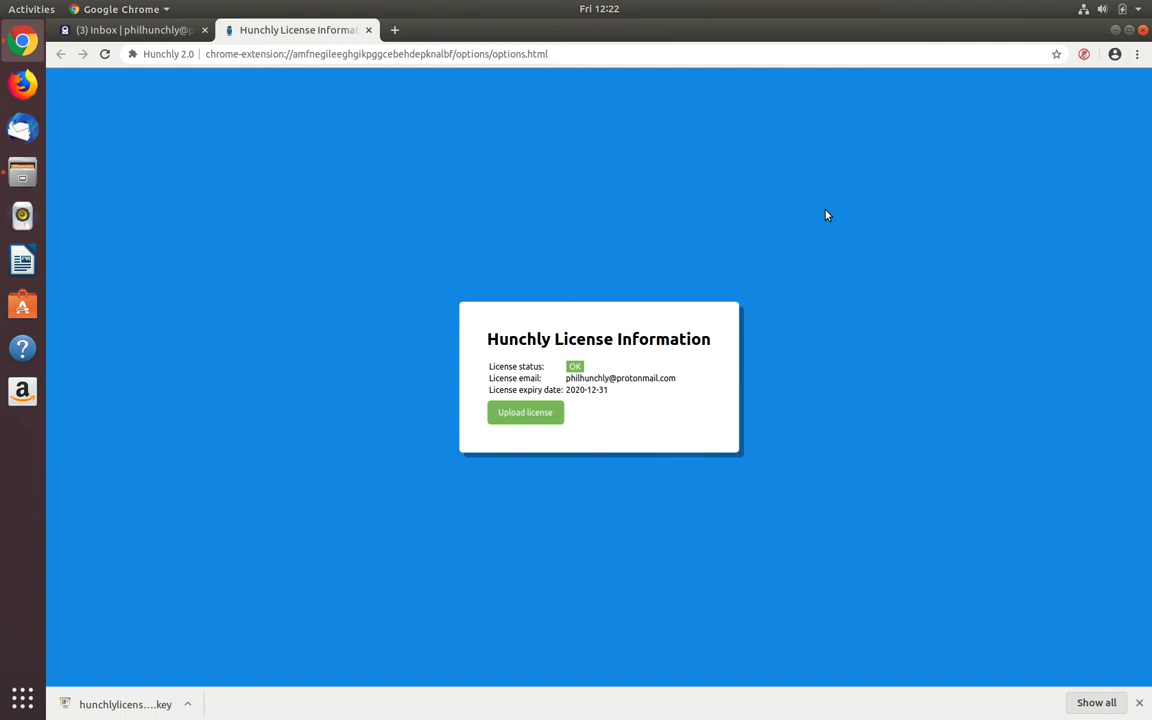 Activities
Google Chrome
Fri 12:22
(3) Inbox | philhunchly@p
Hunchly License Informat
Hunchly 2.0
chrome-extension://amfnegileeghgikpggcebehdepknalbf/options/options.html
Hunchly License Information
License status: OK
License email: philhunchly@protonmail.com
License expiry date: 2020-12-31
Upload license
hunchlylicens....key
Show all